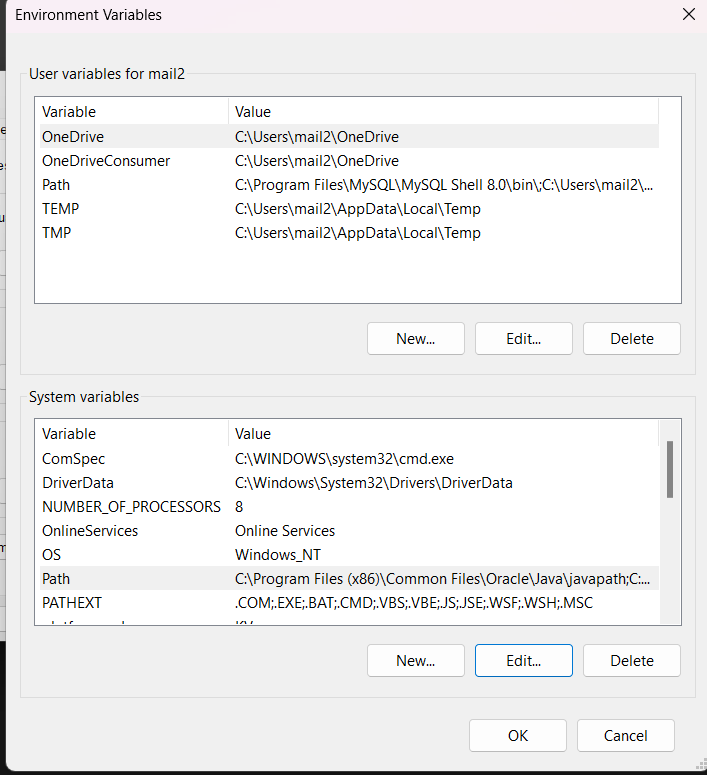 Environment Variables
User variables for mail2
Variable Value
OneDrive C:\Users\mail2\OneDrive
OneDriveConsumer C:\Users\mail2\OneDrive
Path C:\Program Files\MySQL\MySQL Shell 8.0\bin\;C:\Users\mail2\...
TEMP C:\Users\mail2\AppData\Local\Temp
TMP C:\Users\mail2\AppData\Local\Temp
New... Edit... Delete
System variables
Variable Value
ComSpec C:\WINDOWS\system32\cmd.exe
DriverData C:\Windows\System32\Drivers\DriverData
NUMBER_OF_PROCESSORS 8
OnlineServices Online Services
OS Windows_NT
Path C:\Program Files (x86)\Common Files\Oracle\Java\javapath;C:...
PATHEXT .COM;.EXE;.BAT;.CMD;.VBS;.VBE;.JS;.JSE;.WSF;.WSH;.MSC
New... Edit... Delete
OK Cancel